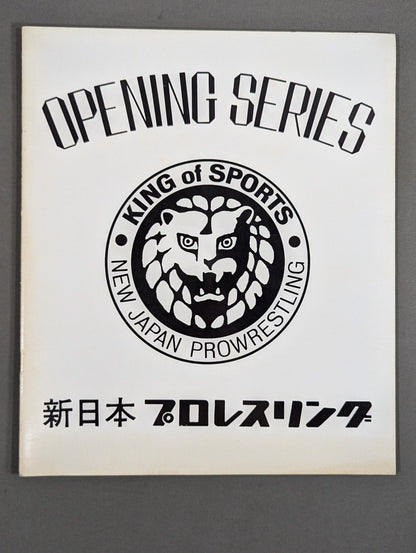 OPENING SERIES
KING of SPORTS
NEW JAPAN PROWRESTLING
新日本プロレスリング